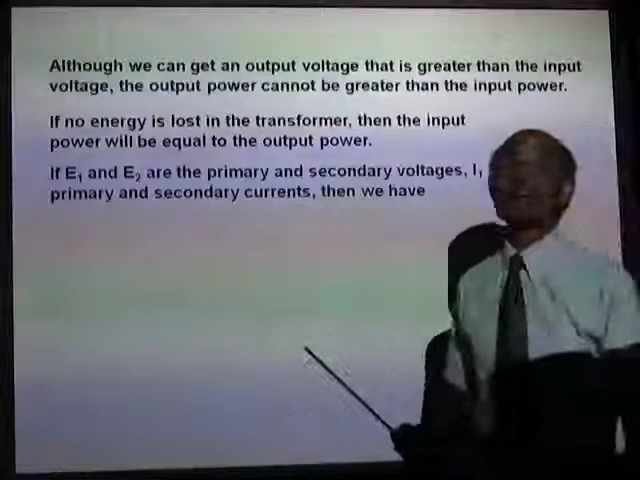 Although we can get an output voltage that is greater than the input
voltage, the output power cannot be greater than the input power.
If no energy is lost in the transformer, then the input
power will be equal to the output power.
If E₁ and E₂ are the primary and secondary voltages, I₁
primary and secondary currents, then we have